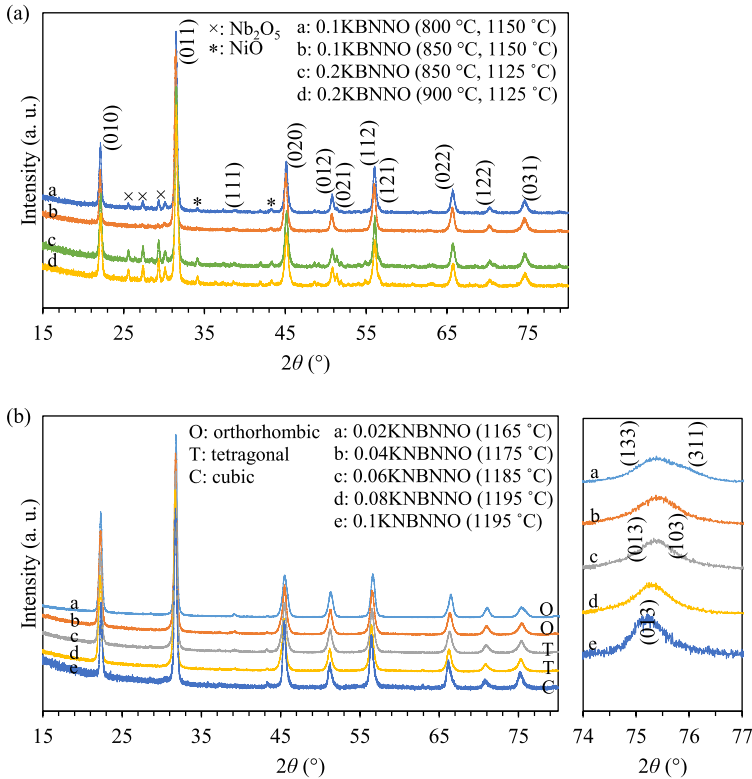 (a)
×: Nb₂O₅
*: NiO
a: 0.1KBNNO (800 °C, 1150 ˚C)
b: 0.1KBNNO (850 °C, 1150 ˚C)
c: 0.2KBNNO (850 °C, 1125 ˚C)
d: 0.2KBNNO (900 °C, 1125 ˚C)
(010)
(011)
(111)
(020)
(012)
(021)
(112)
(121)
(022)
(122)
(031)
× × ×
* *
a
b
c
d
Intensity (a. u.)
15 25 35 45 55 65 75
2θ (°)
(b)
O: orthorhombic
T: tetragonal
C: cubic
a: 0.02KNBNNO (1165 ˚C)
b: 0.04KNBNNO (1175 ˚C)
c: 0.06KNBNNO (1185 ˚C)
d: 0.08KNBNNO (1195 ˚C)
e: 0.1KNBNNO (1195 ˚C)
a
b
c
d
e
O
O
T
T
C
Intensity (a. u.)
15 25 35 45 55 65 75
2θ (°)
(133)
(311)
a
b
(013)
(103)
c
d
(013)
e
74 75 76 77
2θ (°)